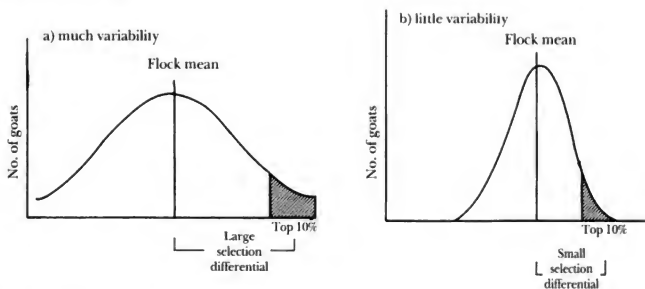 a) much variability
Flock mean
No. of goats
Top 10%
Large
selection
differential
b) little variability
Flock mean
No. of goats
Top 10%
Small
selection
differential